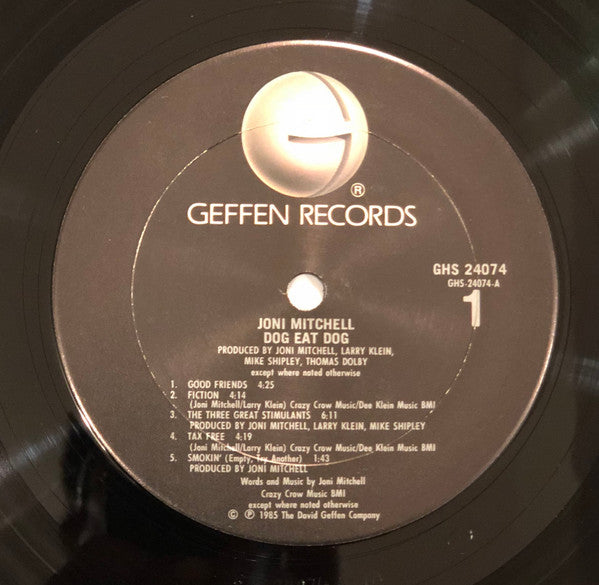 G
®
GEFFEN RECORDS
GHS 24074
GHS-24074-A
1
JONI MITCHELL
DOG EAT DOG
PRODUCED BY JONI MITCHELL, LARRY KLEIN,
MIKE SHIPLEY, THOMAS DOLBY
except where noted otherwise
1. GOOD FRIENDS 4:25
2. FICTION 4:14
(Joni Mitchell/Larry Klein) Crazy Crow Music/Dee Klein Music BMI
3. THE THREE GREAT STIMULANTS 6:11
PRODUCED BY JONI MITCHELL, LARRY KLEIN, MIKE SHIPLEY
4. TAX FREE 4:19
(Joni Mitchell/Larry Klein) Crazy Crow Music/Dee Klein Music BMI
5. SMOKIN' (Empty, Try Another) 1:43
PRODUCED BY JONI MITCHELL
Words and Music by Joni Mitchell
Crazy Crow Music BMI
except where noted otherwise
© ℗ 1985 The David Geffen Company